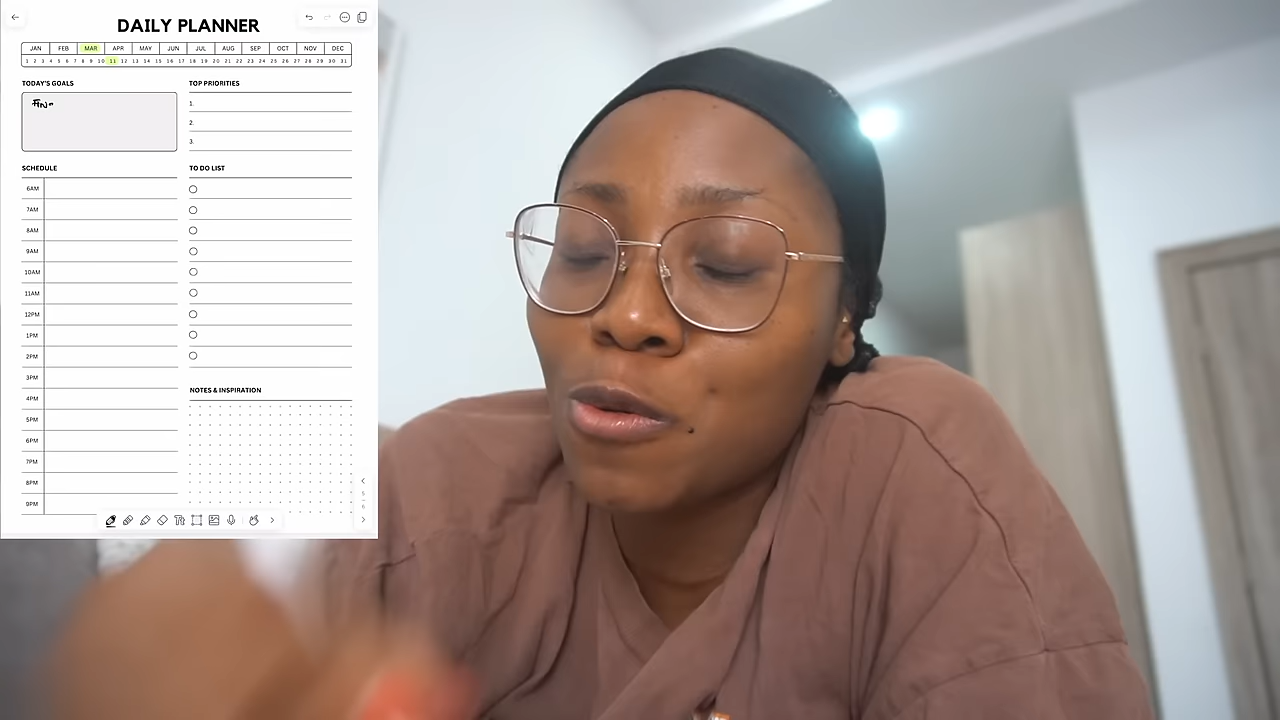 DAILY PLANNER
JAN FEB MAR APR MAY JUN JUL AUG SEP OCT NOV DEC
1 2 3 4 5 6 7 8 9 10 11 12 13 14 15 16 17 18 19 20 21 22 23 24 25 26 27 28 29 30 31
TODAY'S GOALS
TOP PRIORITIES
1.
2.
3.
SCHEDULE
6AM
7AM
8AM
9AM
10AM
11AM
12PM
1PM
2PM
3PM
4PM
5PM
6PM
7PM
8PM
9PM
TO DO LIST
NOTES & INSPIRATION